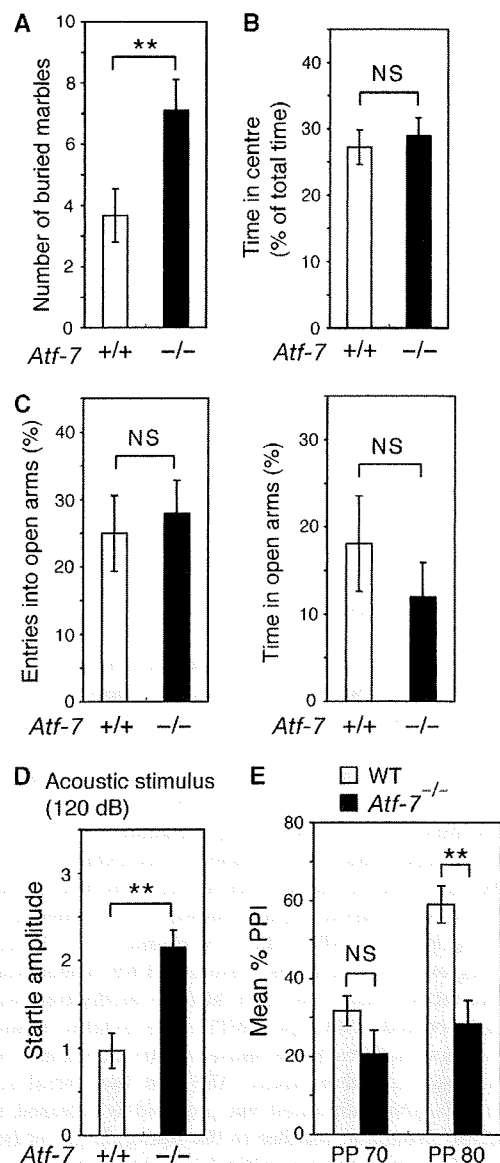 A
Number of buried marbles
10
8
6
4
2
0
**
Atf-7 +/+ −/−
B
Time in centre
(% of total time)
40
30
20
10
0
NS
Atf-7 +/+ −/−
C
Entries into open arms (%)
40
30
20
10
0
NS
Atf-7 +/+ −/−
Time in open arms (%)
30
20
10
0
NS
Atf-7 +/+ −/−
D Acoustic stimulus
(120 dB)
Startle amplitude
3
2
1
0
**
Atf-7 +/+ −/−
E
WT
Atf-7−/−
Mean % PPI
80
60
40
20
0
NS
**
PP 70 PP 80